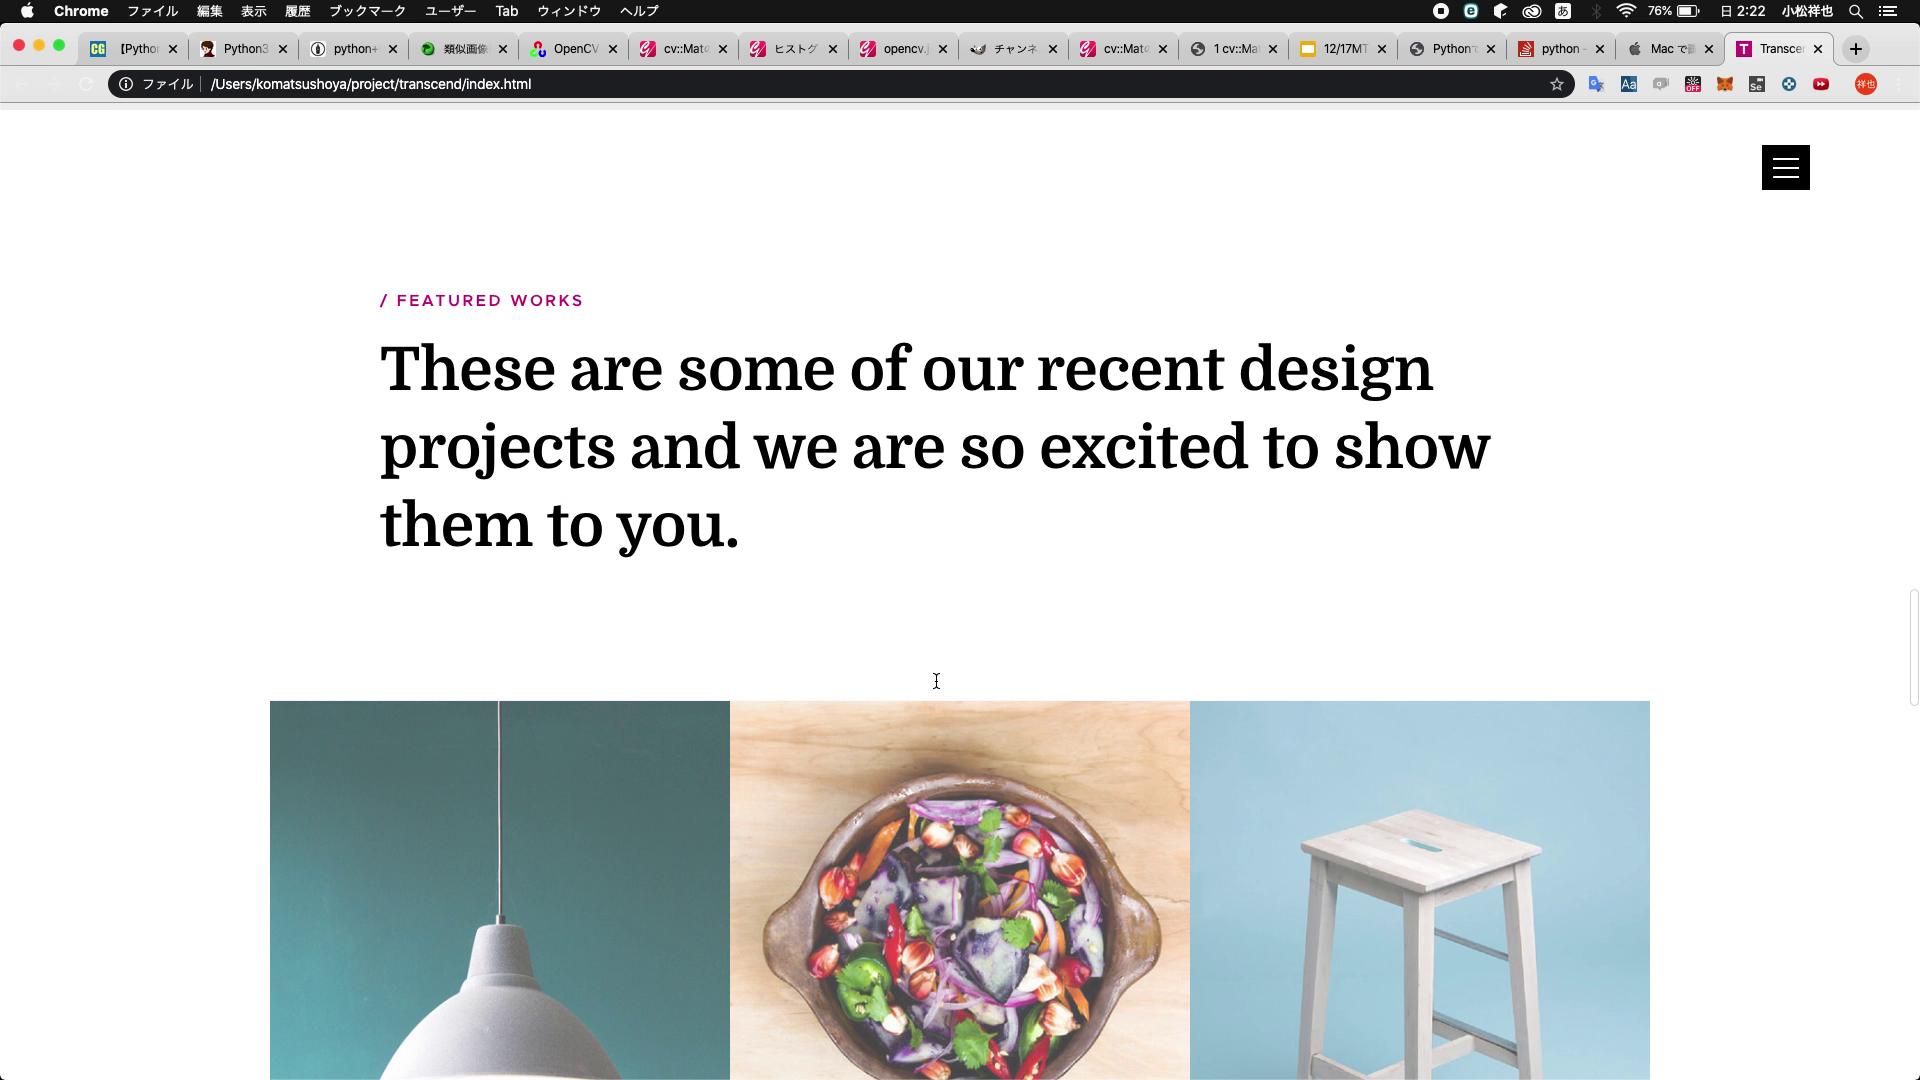 Chrome ファイル 編集 表示 履歴 ブックマーク ユーザー Tab ウィンドウ ヘルプ 76% 日 2:22 小松祥也
【Pytho Python3 python+ 類似画像 OpenCV cv::Mat ヒストグ opencv. チャンネ cv::Mat 1 cv::Ma 12/17MT Python python - Mac で Transce
ファイル /Users/komatsushoya/project/transcend/index.html
/ FEATURED WORKS
These are some of our recent design
projects and we are so excited to show
them to you.